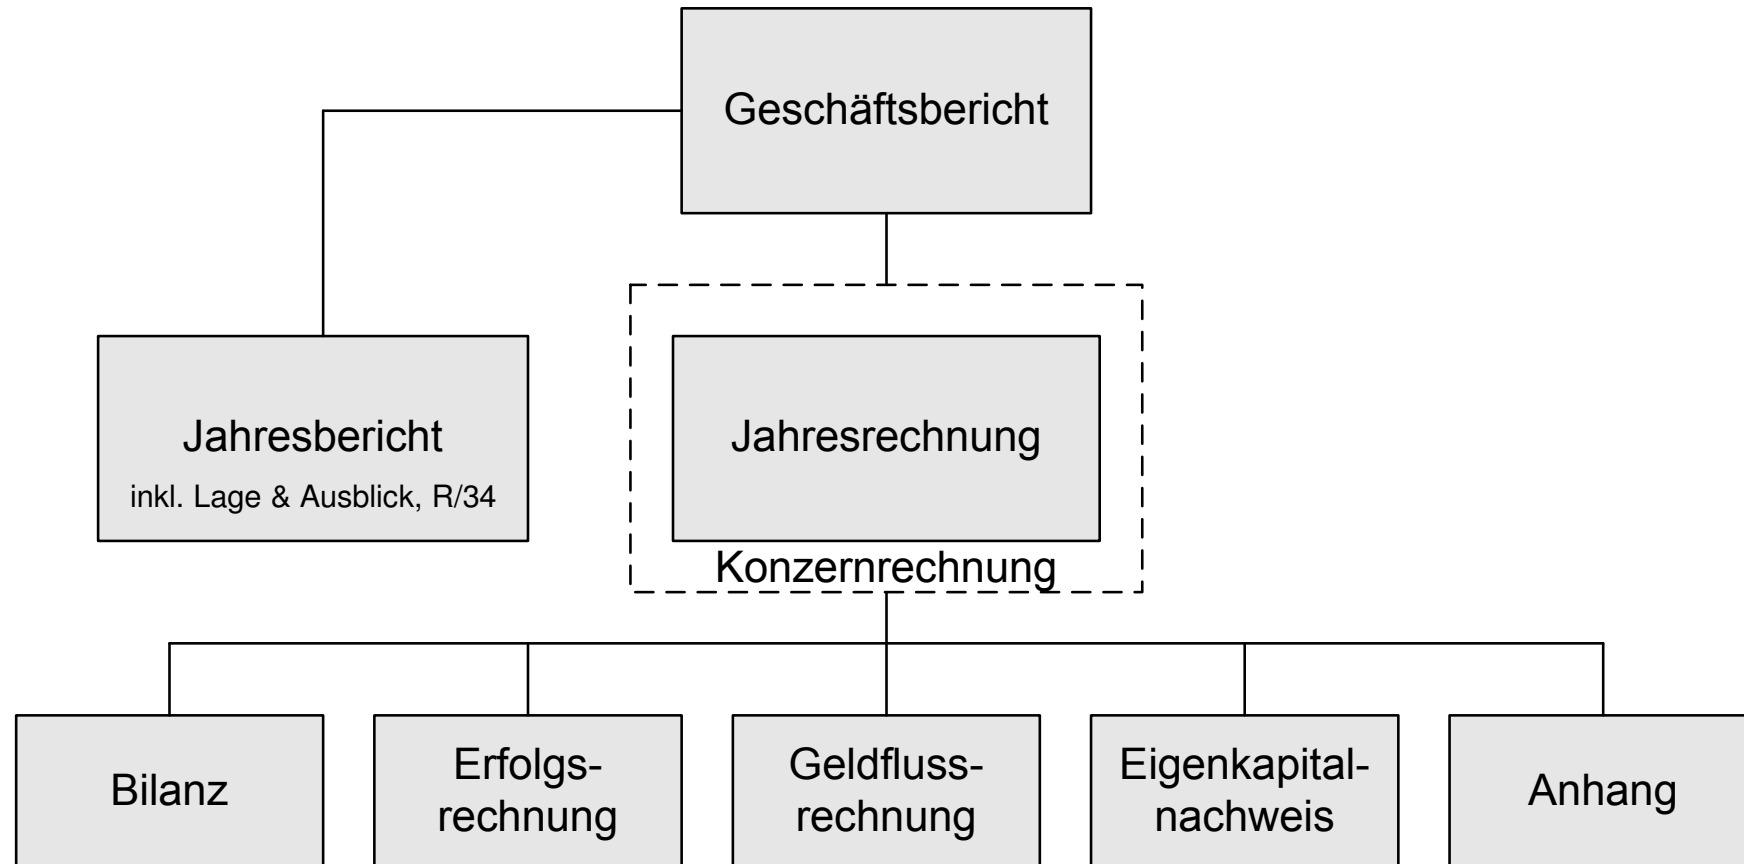 Geschäftsbericht
Jahresbericht
inkl. Lage & Ausblick, R/34
Jahresrechnung
Konzernrechnung
Bilanz
Erfolgs-
rechnung
Geldfluss-
rechnung
Eigenkapital-
nachweis
Anhang